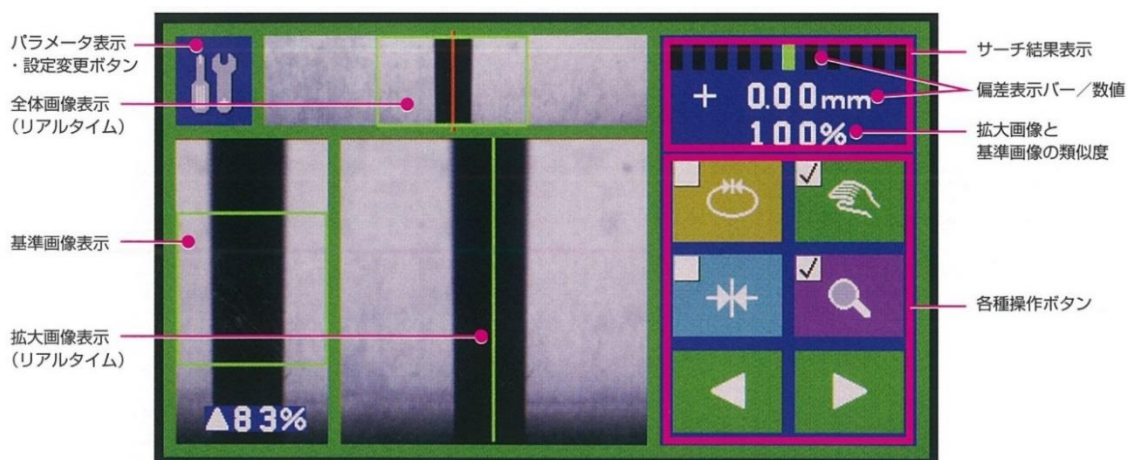 パラメータ表示
・設定変更ボタン
全体画像表示
(リアルタイム)
基準画像表示
拡大画像表示
(リアルタイム)
▲83%
+ 0.00mm
100%
サーチ結果表示
偏差表示バー／数値
拡大画像と
基準画像の類似度
各種操作ボタン